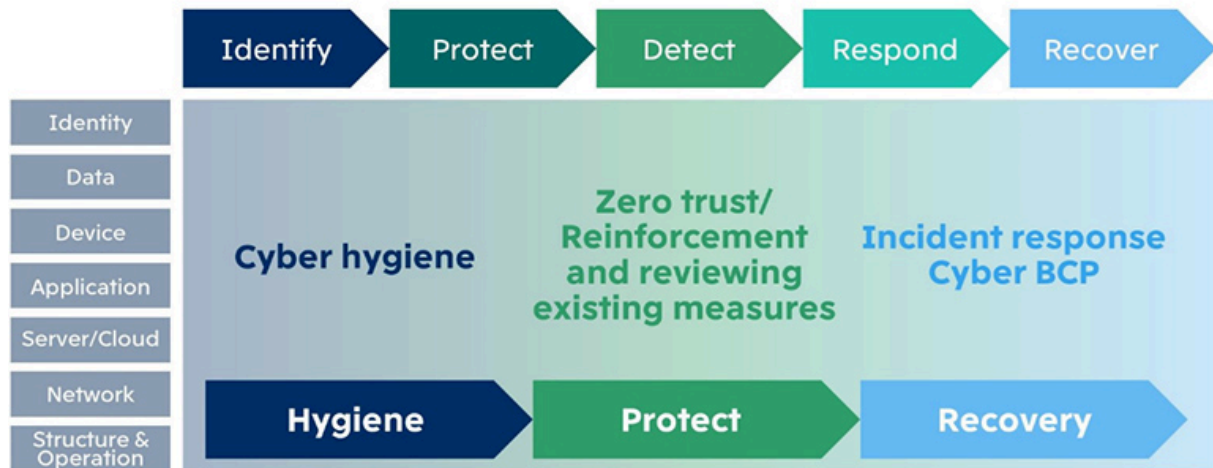 Identify
Protect
Detect
Respond
Recover
Identity
Data
Device
Application
Server/Cloud
Network
Structure &
Operation
Cyber hygiene
Zero trust/
Reinforcement
and reviewing
existing measures
Incident response
Cyber BCP
Hygiene
Protect
Recovery